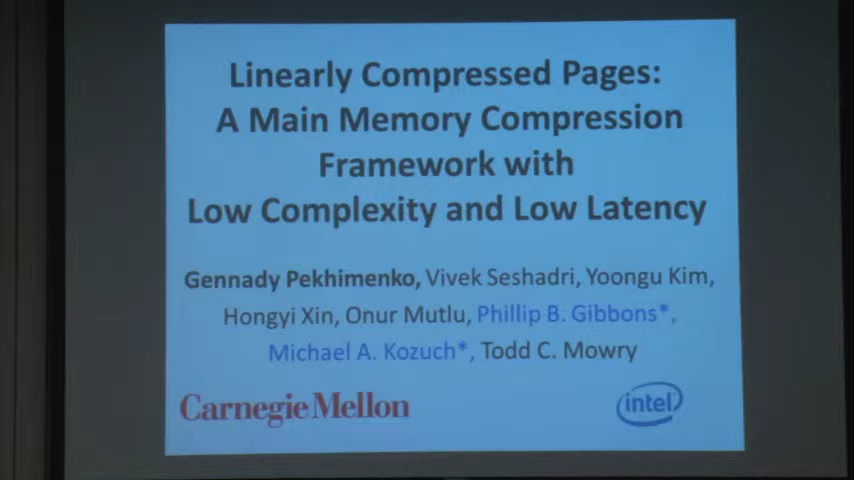 Linearly Compressed Pages:
A Main Memory Compression
Framework with
Low Complexity and Low Latency
Gennady Pekhimenko, Vivek Seshadri, Yoongu Kim,
Hongyi Xin, Onur Mutlu, Phillip B. Gibbons*,
Michael A. Kozuch*, Todd C. Mowry
Carnegie Mellon
intel